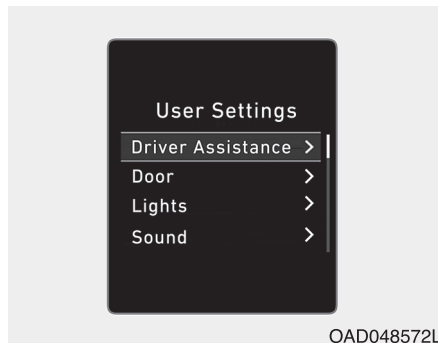 User Settings
Driver Assistance >
Door >
Lights >
Sound >
OAD048572L